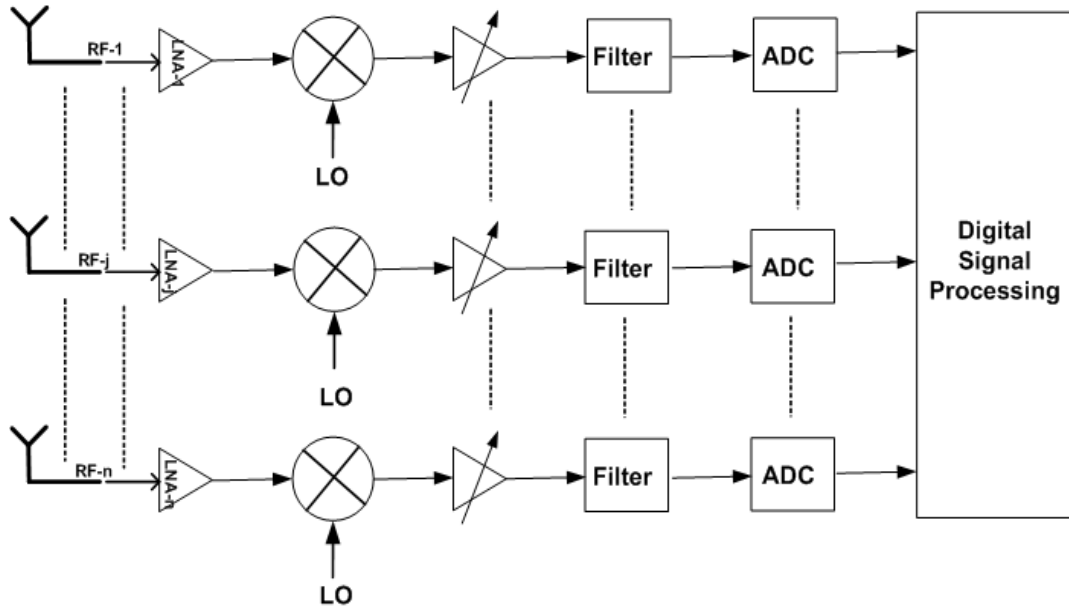 RF-1
LNA-1
LO
Filter
ADC
RF-j
LNA-j
LO
Filter
ADC
Digital
Signal
Processing
RF-n
LNA-n
LO
Filter
ADC